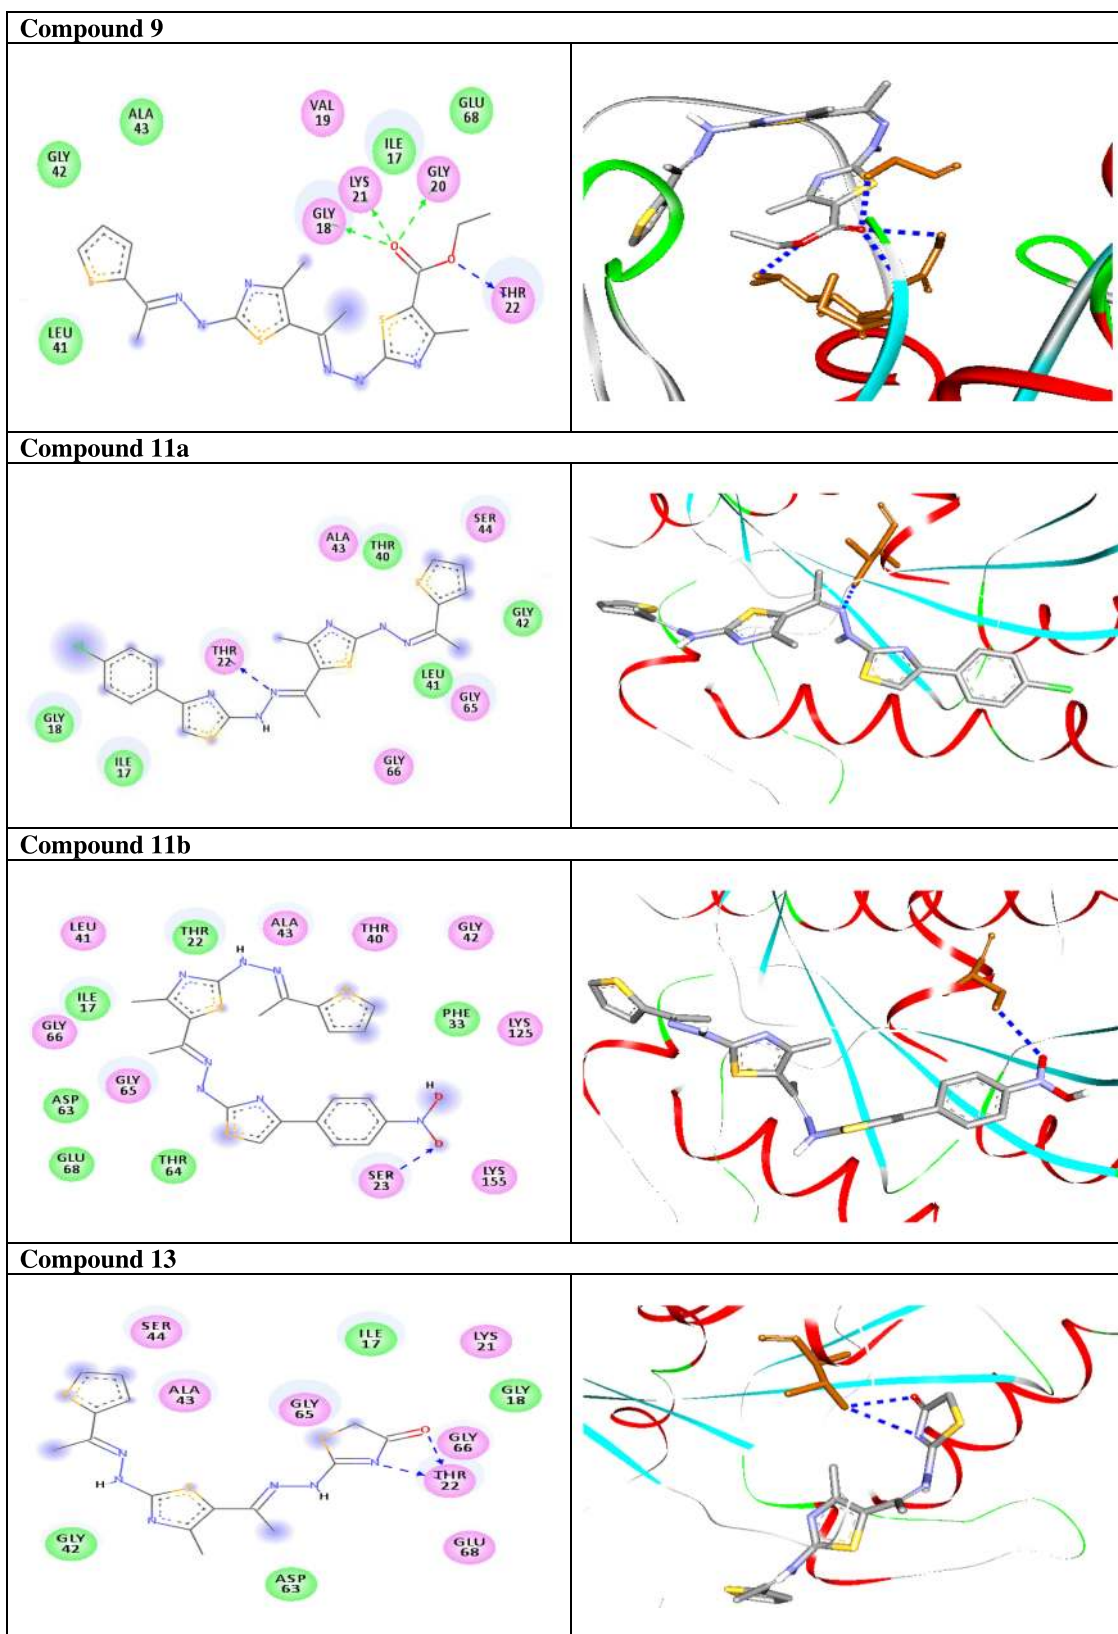 Compound 9
ALA
43
GLY
42
VAL
19
GLU
68
ILE
17
LYS
21
GLY
20
GLY
18
THR
22
LEU
41
S
N
N
N
N
S
N
N
S
N
O
O
Compound 11a
SER
44
ALA
43
THR
40
GLY
42
THR
22
LEU
41
GLY
65
GLY
18
ILE
17
GLY
66
N
N
N
S
N
N
N
H
S
S
Compound 11b
LEU
41
THR
22
ALA
43
THR
40
GLY
42
ILE
17
GLY
66
PHE
33
LYS
125
GLY
65
ASP
63
GLU
68
THR
64
SER
23
LYS
155
H
N
N
N
S
S
N
N
N
S
H
O
N
O
Compound 13
SER
44
ILE
17
LYS
21
ALA
43
GLY
65
GLY
18
GLY
66
THR
22
GLY
42
GLU
68
ASP
63
S
N
N
H
N
S
N
N
H
S
N
O